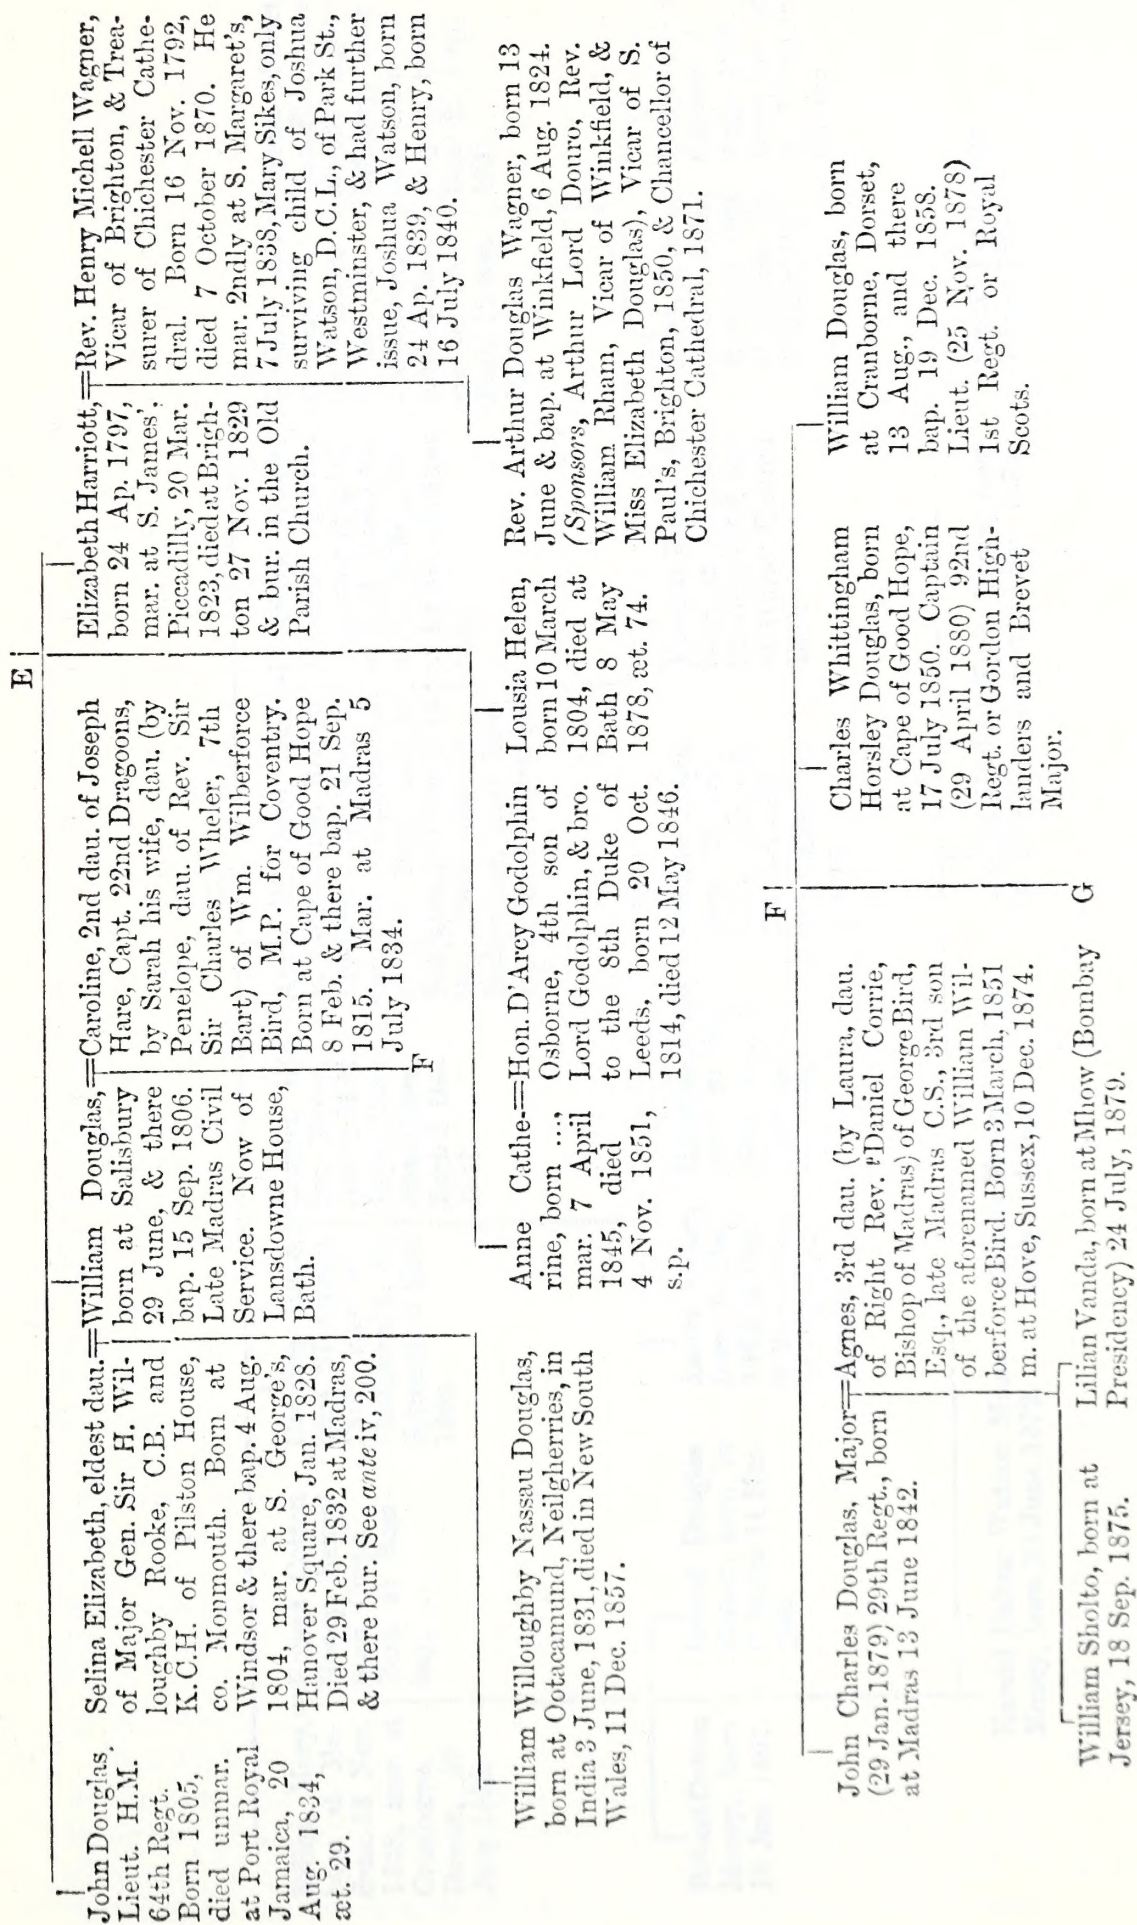 E
John Douglas.
Lieut. H.M.
64th Regt.
Born 1805,
died unmar.
at Port Royal
Jamaica, 20
Aug. 1834,
æt. 29.
Selina Elizabeth, eldest dau.
of Major Gen. Sir H. Wil-
loughby Rooke, C.B. and
K.C.H. of Pilston House,
co. Monmouth. Born at
Windsor & there bap. 4 Aug.
1804, mar. at S. George's,
Hanover Square, Jan. 1828.
Died 29 Feb. 1832 at Madras,
& there bur. See ante iv, 200.
=William Douglas,=
born at Salisbury
29 June, & there
bap. 15 Sep. 1806.
Late Madras Civil
Service. Now of
Lansdowne House,
Bath.
Caroline, 2nd dau. of Joseph
Hare, Capt. 22nd Dragoons,
by Sarah his wife, dau. (by
Penelope, dau. of Rev. Sir
Sir Charles Wheler, 7th
Bart) of Wm. Wilberforce
Bird, M.P. for Coventry.
Born at Cape of Good Hope
8 Feb. & there bap. 21 Sep.
1815. Mar. at Madras 5
July 1834.
F
Elizabeth Harriott,=
born 24 Ap. 1797,
mar. at S. James',
Piccadilly, 20 Mar.
1823, died at Brigh-
ton 27 Nov. 1829
& bur. in the Old
Parish Church.
Rev. Henry Michell Wagner,
Vicar of Brighton, & Trea-
surer of Chichester Cathe-
dral. Born 16 Nov. 1792,
died 7 October 1870. He
mar. 2ndly at S. Margaret's,
7 July 1838, Mary Sikes, only
surviving child of Joshua
Watson, D.C.L., of Park St.,
Westminster, & had further
issue, Joshua Watson, born
24 Ap. 1839, & Henry, born
16 July 1840.
William Willoughby Nassau Douglas,
born at Ootacamund, Neilgherries, in
India 3 June, 1831, died in New South
Wales, 11 Dec. 1857.
Anne Cathe-=
rine, born ...,
mar. 7 April
1845, died
4 Nov. 1851,
s.p.
Hon. D'Arcy Godolphin
Osborne, 4th son of
Lord Godolphin, & bro.
to the 8th Duke of
Leeds, born 20 Oct.
1814, died 12 May 1846.
Lousia Helen,
born 10 March
1804, died at
Bath 8 May
1878, æt. 74.
Rev. Arthur Douglas Wagner, born 13
June & bap. at Winkfield, 6 Aug. 1824.
(Sponsors, Arthur Lord Douro, Rev.
William Rham, Vicar of Winkfield, &
Miss Elizabeth Douglas), Vicar of S.
Paul's, Brighton, 1850, & Chancellor of
Chichester Cathedral, 1871.
F
John Charles Douglas, Major=
(29 Jan. 1879) 29th Regt., born
at Madras 13 June 1842.
Agnes, 3rd dau. (by Laura, dau.
of Right Rev. Daniel Corrie,
Bishop of Madras) of George Bird,
Esq., late Madras C.S., 3rd son
of the aforenamed William Wil-
berforce Bird. Born 3 March, 1851
m. at Hove, Sussex, 10 Dec. 1874.
Charles Whittingham
Horsley Douglas, born
at Cape of Good Hope,
17 July 1850. Captain
(29 April 1880) 92nd
Regt. or Gordon High-
landers and Brevet
Major.
William Douglas, born
at Cranborne, Dorset,
13 Aug., and there
bap. 19 Dec. 1858.
Lieut. (25 Nov. 1878)
1st Regt. or Royal
Scots.
William Sholto, born at
Jersey, 18 Sep. 1875.
Lilian Vanda, born at Mhow (Bombay
Presidency) 24 July, 1879.
G